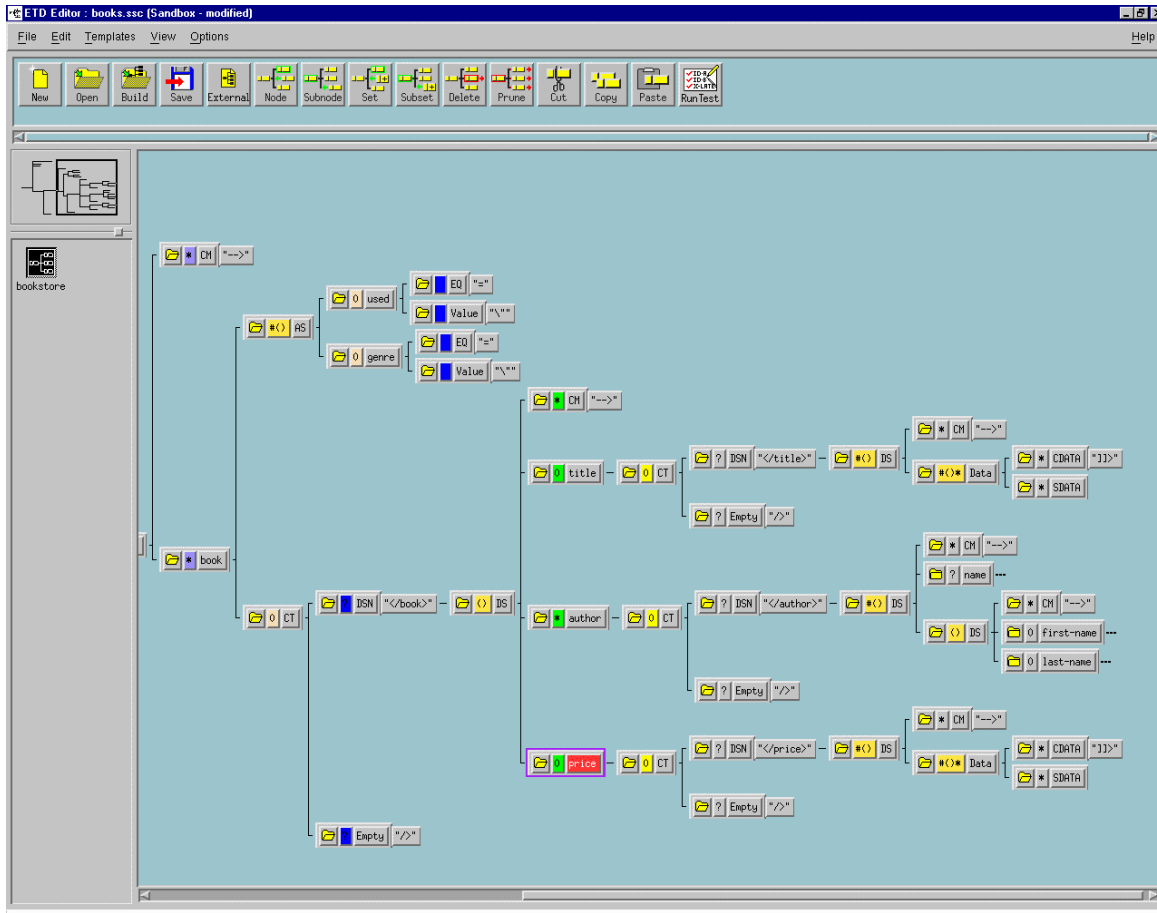 ETD Editor : books.ssc (Sandbox - modified)
File Edit Templates View Options Help
New Open Build Save External Node Subnode Set Subset Delete Prune Cut Copy Paste RunTest
bookstore
* CM "-->"
0 used
EQ "="
Value "\""
#() AS
0 genre
EQ "="
Value "\""
* CM "-->"
0 title
0 CT
? DSN "</title>"
#() DS
* CM "-->"
#()* Data
* CDATA "]]>"
* SDATA
? Empty "/>"
* book
0 CT
? DSN "</book>"
() DS
* author
0 CT
? DSN "</author>"
#() DS
* CM "-->"
? name
() DS
* CM "-->"
0 first-name
0 last-name
? Empty "/>"
0 price
0 CT
? DSN "</price>"
#() DS
* CM "-->"
#()* Data
* CDATA "]]>"
* SDATA
? Empty "/>"
? Empty "/>"